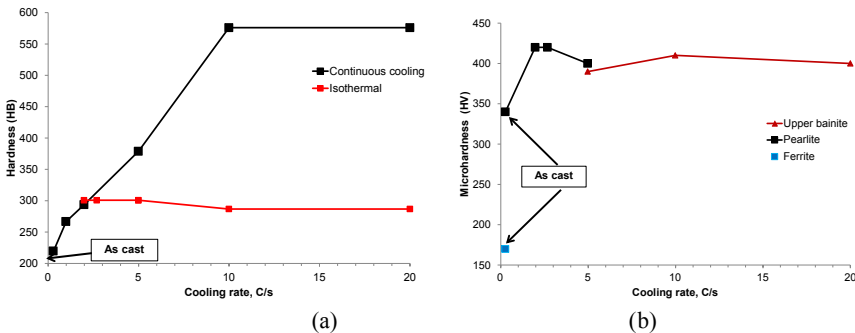 600
550
500
450
400
350
300
250
200
Hardness (HB)
Continuous cooling
Isothermal
As cast
0 5 10 15 20
Cooling rate, C/s
(a)
450
400
350
300
250
200
150
Microhardness (HV)
Upper bainite
Pearlite
Ferrite
As cast
0 5 10 15 20
Cooling rate, C/s
(b)